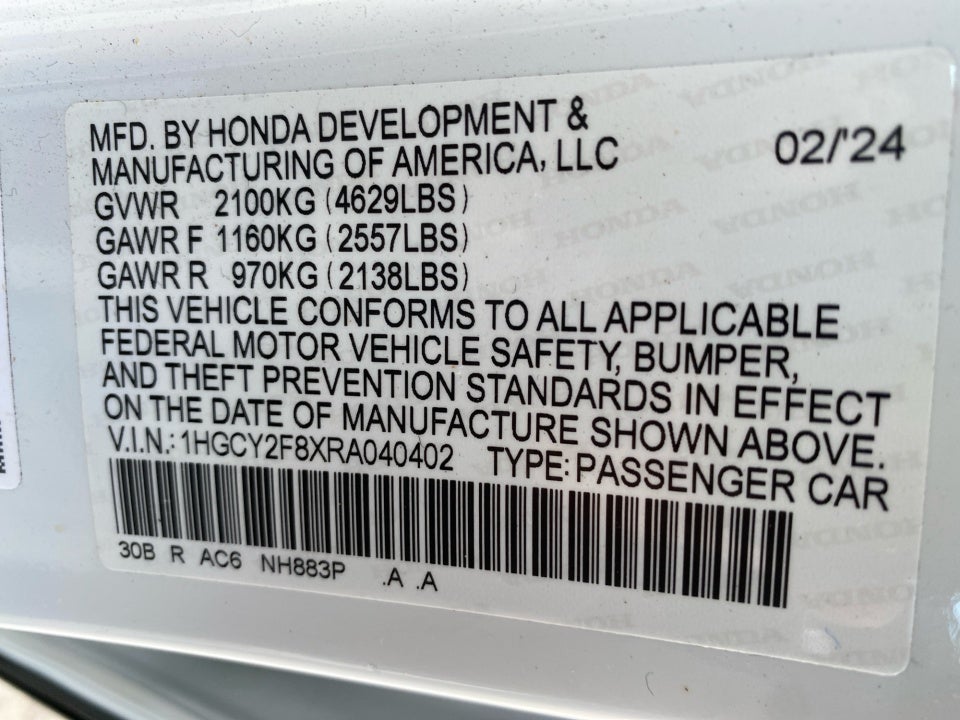 MFD. BY HONDA DEVELOPMENT &
MANUFACTURING OF AMERICA, LLC 02/'24
GVWR 2100KG (4629LBS)
GAWR F 1160KG (2557LBS)
GAWR R 970KG (2138LBS)
THIS VEHICLE CONFORMS TO ALL APPLICABLE
FEDERAL MOTOR VEHICLE SAFETY, BUMPER,
AND THEFT PREVENTION STANDARDS IN EFFECT
ON THE DATE OF MANUFACTURE SHOWN ABOVE.
V.I.N.: 1HGCY2F8XRA040402 TYPE: PASSENGER CAR
30B R AC6 NH883P .A .A